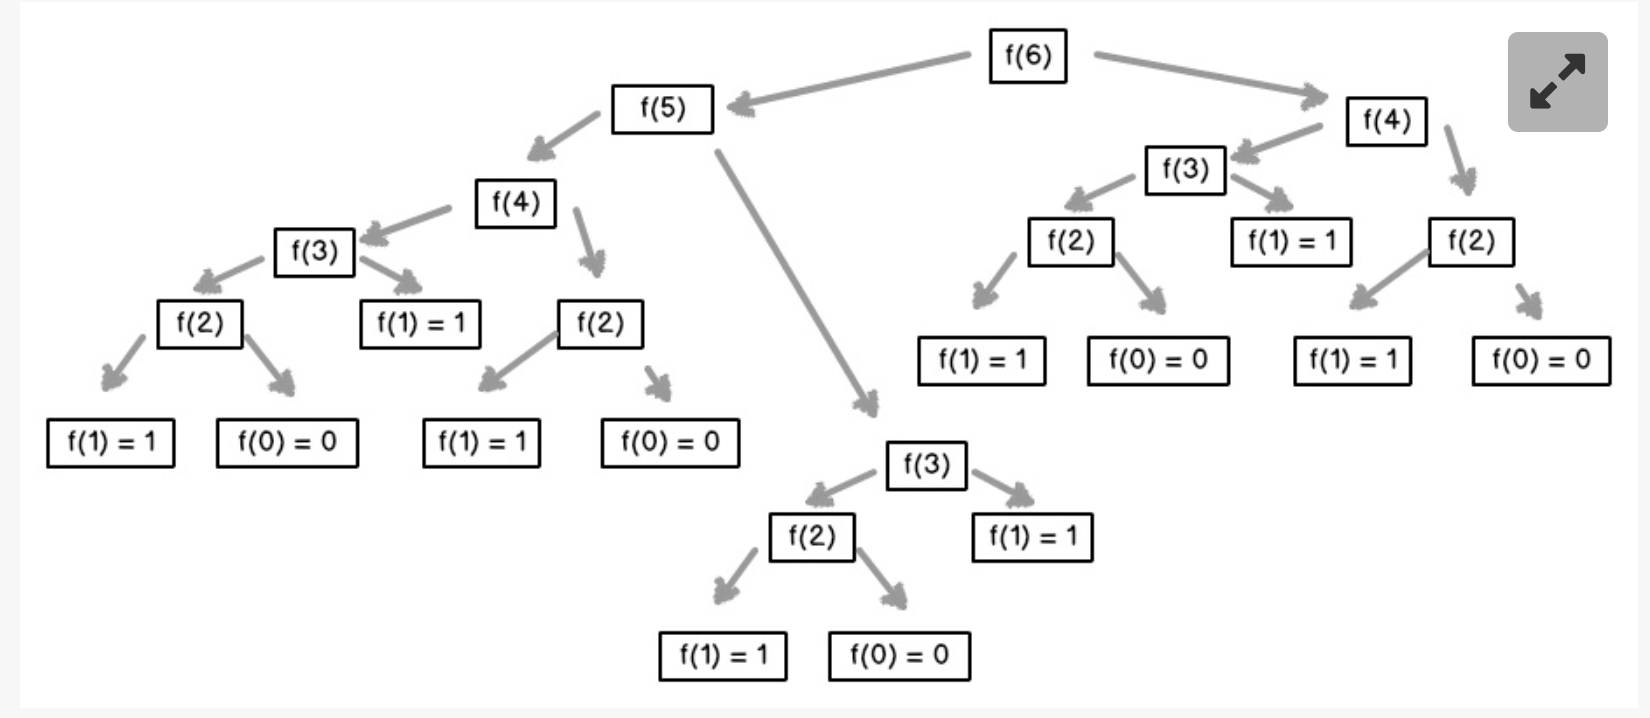 f(6)
f(5)
f(4)
f(3)
f(4)
f(2)
f(1) = 1
f(2)
f(3)
f(2)
f(1) = 1
f(2)
f(1) = 1
f(0) = 0
f(1) = 1
f(0) = 0
f(1) = 1
f(0) = 0
f(1) = 1
f(0) = 0
f(3)
f(2)
f(1) = 1
f(1) = 1
f(0) = 0